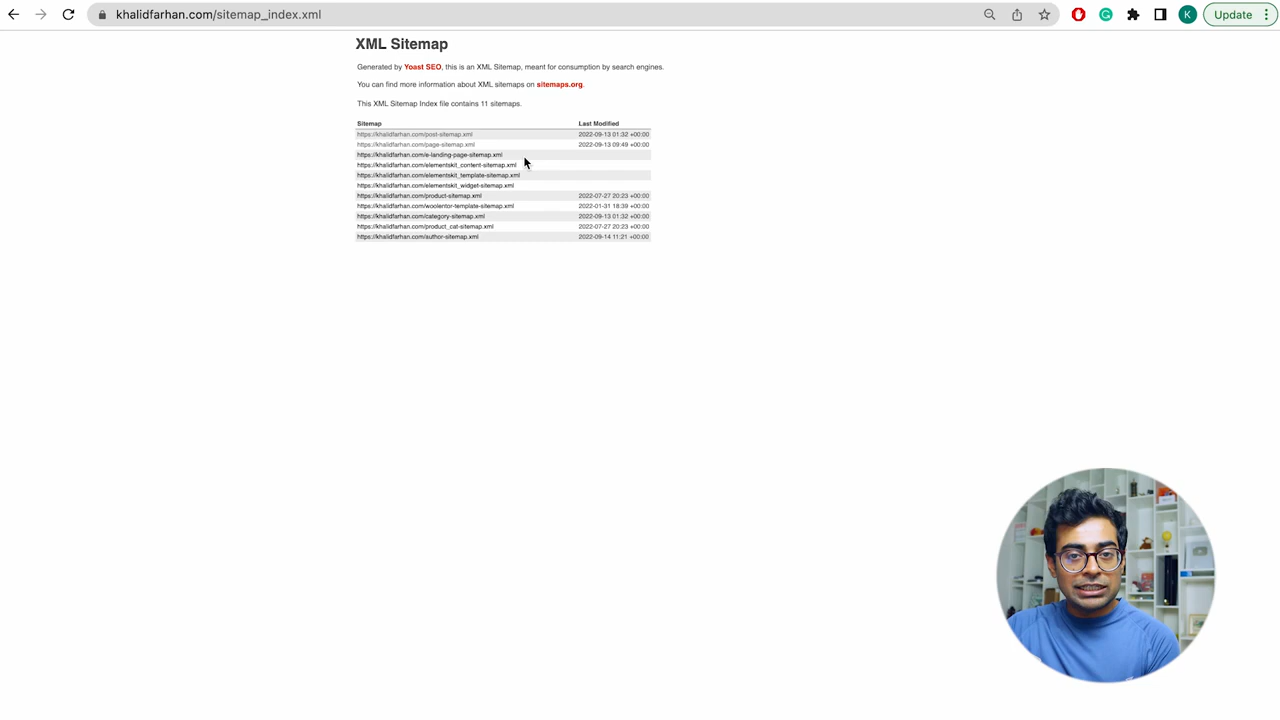 khalidfarhan.com/sitemap_index.xml
K
Update
XML Sitemap
Generated by Yoast SEO, this is an XML Sitemap, meant for consumption by search engines.
You can find more information about XML sitemaps on sitemaps.org.
This XML Sitemap Index file contains 11 sitemaps.
Sitemap Last Modified
https://khalidfarhan.com/post-sitemap.xml 2022-09-13 01:32 +00:00
https://khalidfarhan.com/page-sitemap.xml 2022-09-13 09:49 +00:00
https://khalidfarhan.com/e-landing-page-sitemap.xml
https://khalidfarhan.com/elementskit_content-sitemap.xml
https://khalidfarhan.com/elementskit_template-sitemap.xml
https://khalidfarhan.com/elementskit_widget-sitemap.xml
https://khalidfarhan.com/product-sitemap.xml 2022-07-27 20:23 +00:00
https://khalidfarhan.com/woolentor-template-sitemap.xml 2022-01-31 18:39 +00:00
https://khalidfarhan.com/category-sitemap.xml 2022-09-13 01:32 +00:00
https://khalidfarhan.com/product_cat-sitemap.xml 2022-07-27 20:23 +00:00
https://khalidfarhan.com/author-sitemap.xml 2022-09-14 11:21 +00:00